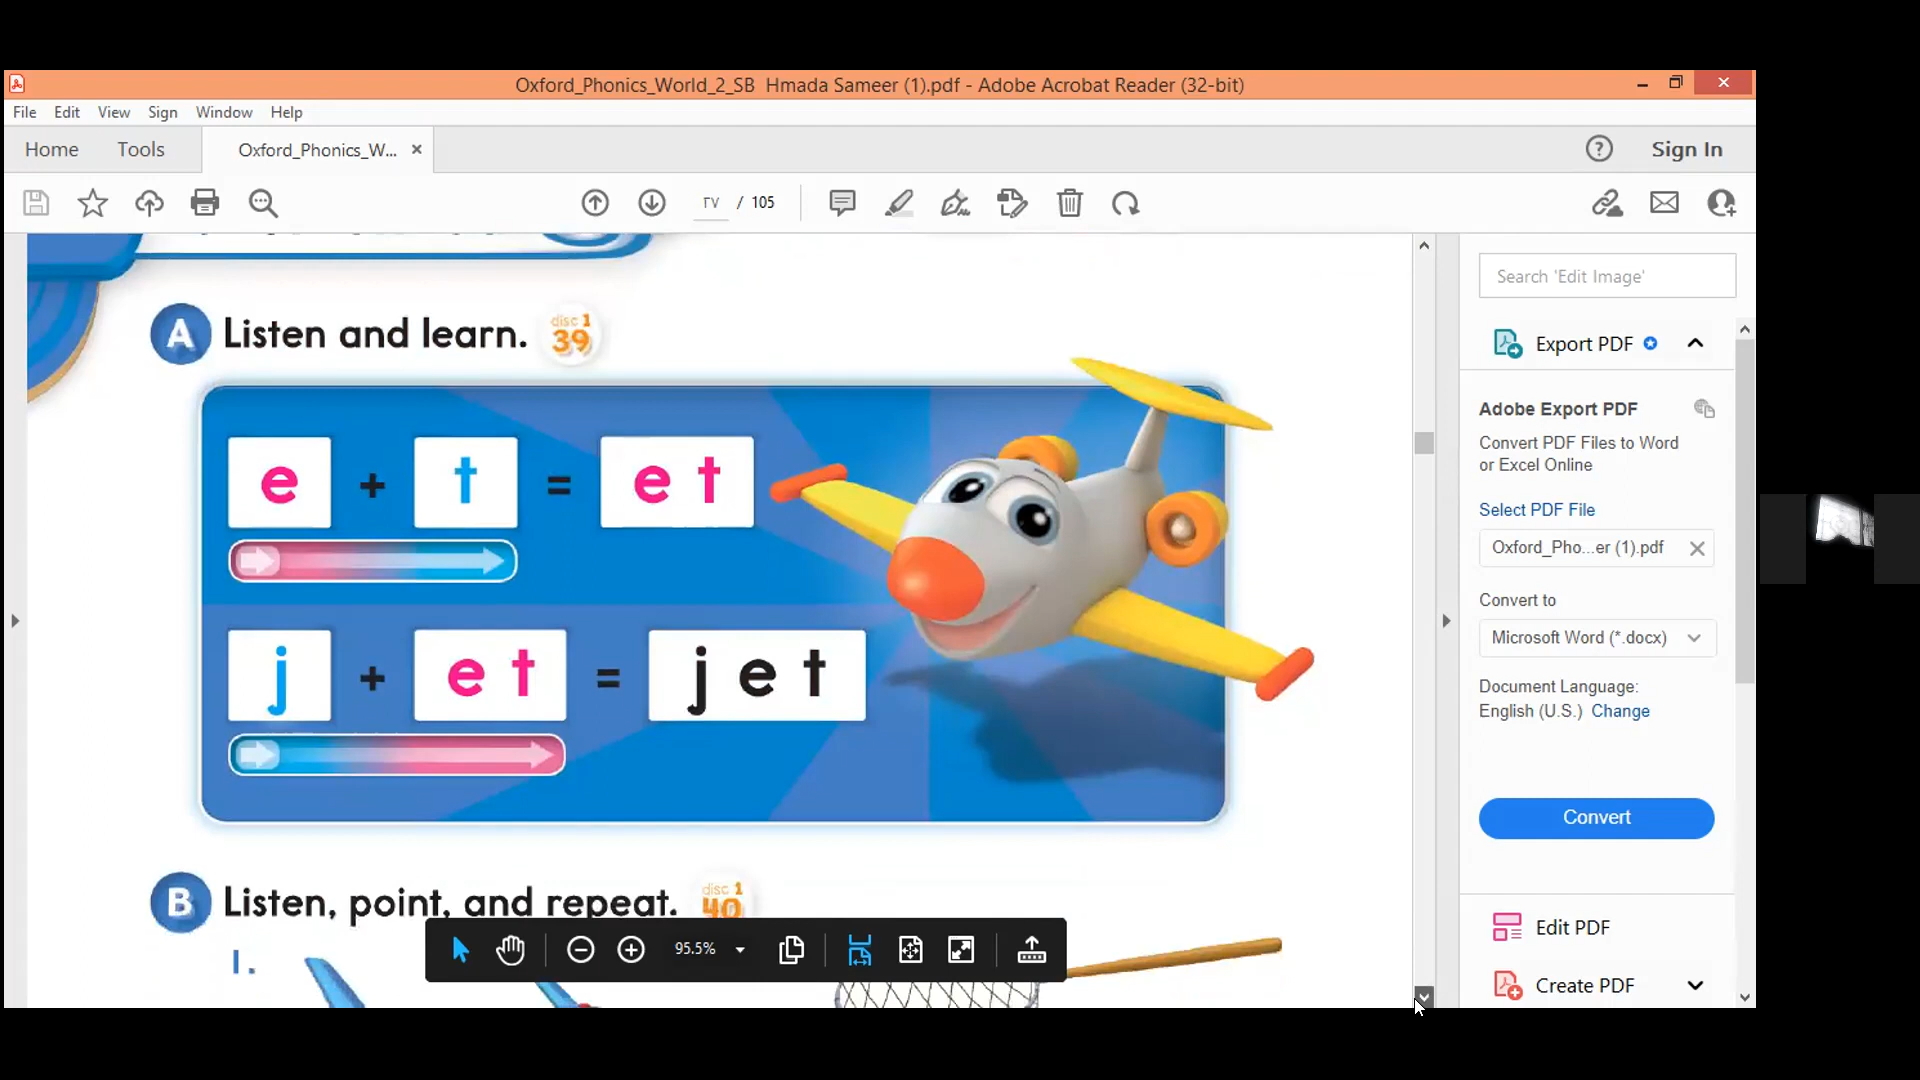 Oxford_Phonics_World_2_SB Hmada Sameer (1).pdf - Adobe Acrobat Reader (32-bit)
File Edit View Sign Window Help
Home Tools Oxford_Phonics_W... Sign In
٣٧ / 105
Search 'Edit Image'
A Listen and learn. disc 1 39
e + t = e t
j + e t = j e t
B Listen, point, and repeat. disc 1 40
1.
95.5%
Export PDF
Adobe Export PDF
Convert PDF Files to Word
or Excel Online
Select PDF File
Oxford_Pho...er (1).pdf
Convert to
Microsoft Word (*.docx)
Document Language:
English (U.S.) Change
Convert
Edit PDF
Create PDF